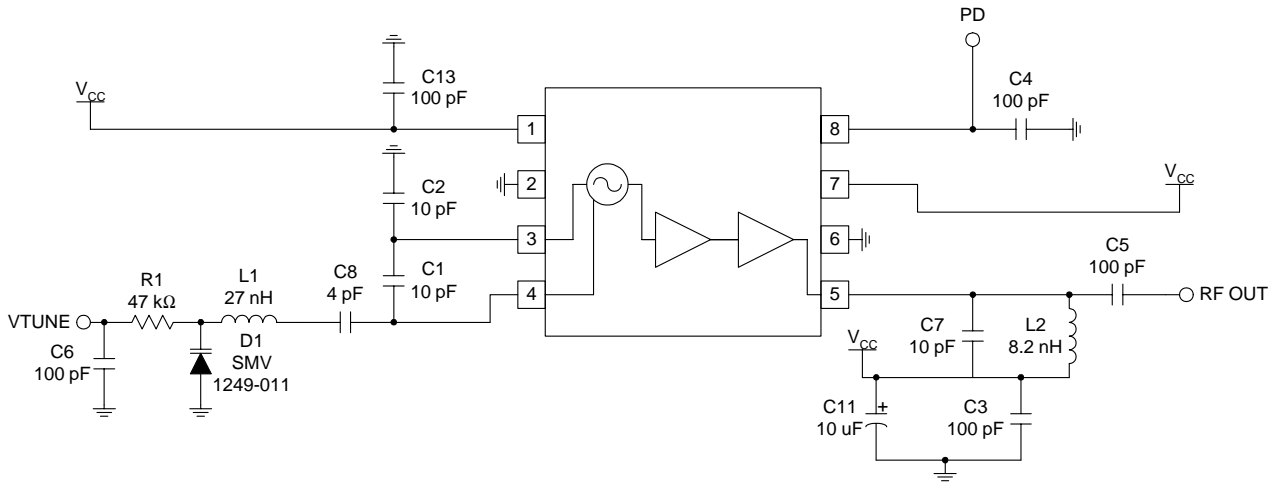 PD
C13
100 pF
C4
100 pF
VCC
1
8
2
C2
10 pF
7
VCC
3
6
C1
10 pF
4
5
C5
100 pF
RF OUT
R1
47 kΩ
L1
27 nH
C8
4 pF
VTUNE
C6
100 pF
D1
SMV
1249-011
C7
10 pF
L2
8.2 nH
VCC
C11
10 uF
+
C3
100 pF